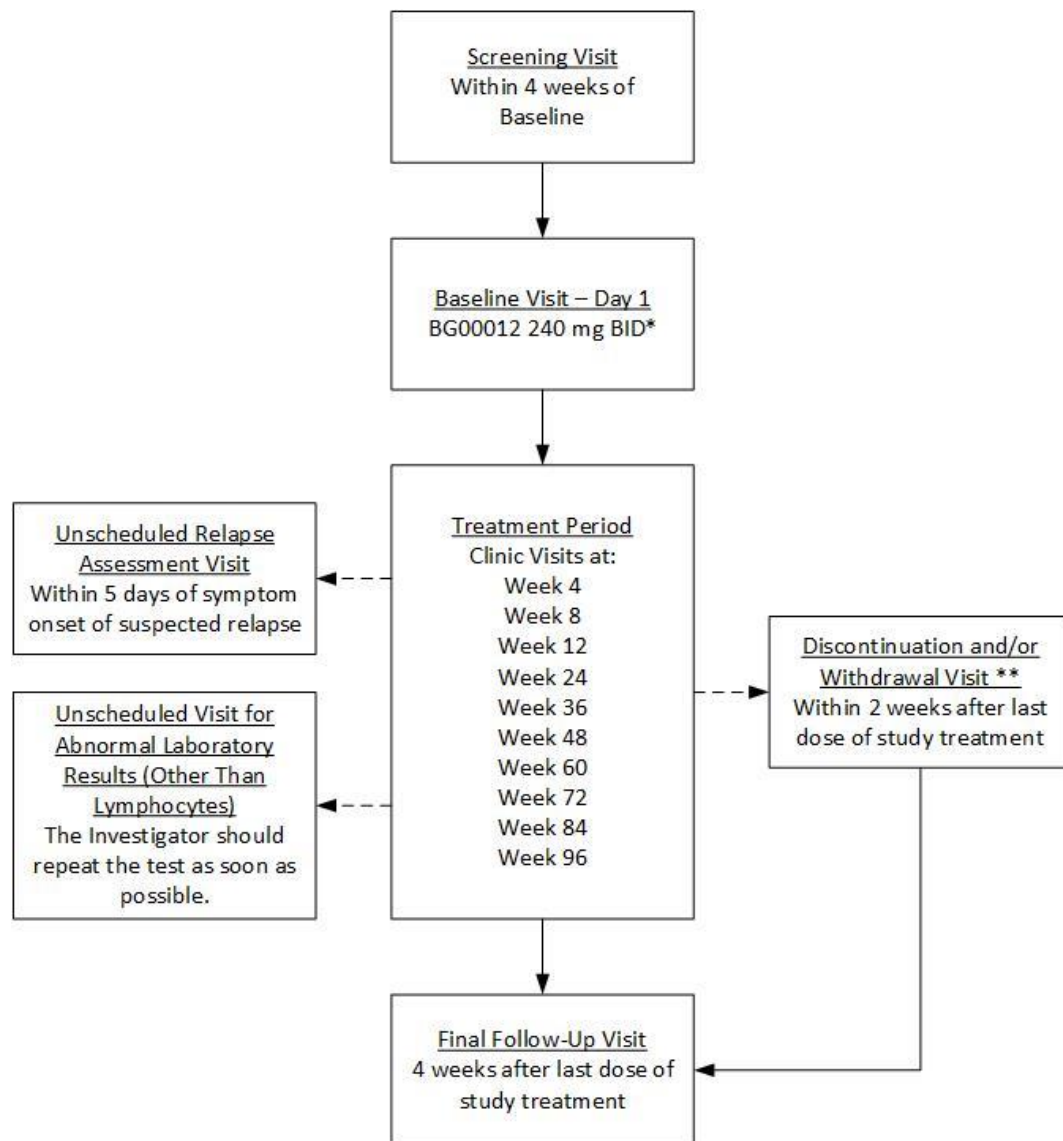 Screening Visit
Within 4 weeks of
Baseline
Baseline Visit – Day 1
BG00012 240 mg BID*
Treatment Period
Clinic Visits at:
Week 4
Week 8
Week 12
Week 24
Week 36
Week 48
Week 60
Week 72
Week 84
Week 96
Unscheduled Relapse
Assessment Visit
Within 5 days of symptom
onset of suspected relapse
Unscheduled Visit for
Abnormal Laboratory
Results (Other Than
Lymphocytes)
The Investigator should
repeat the test as soon as
possible.
Discontinuation and/or
Withdrawal Visit **
Within 2 weeks after last
dose of study treatment
Final Follow-Up Visit
4 weeks after last dose of
study treatment